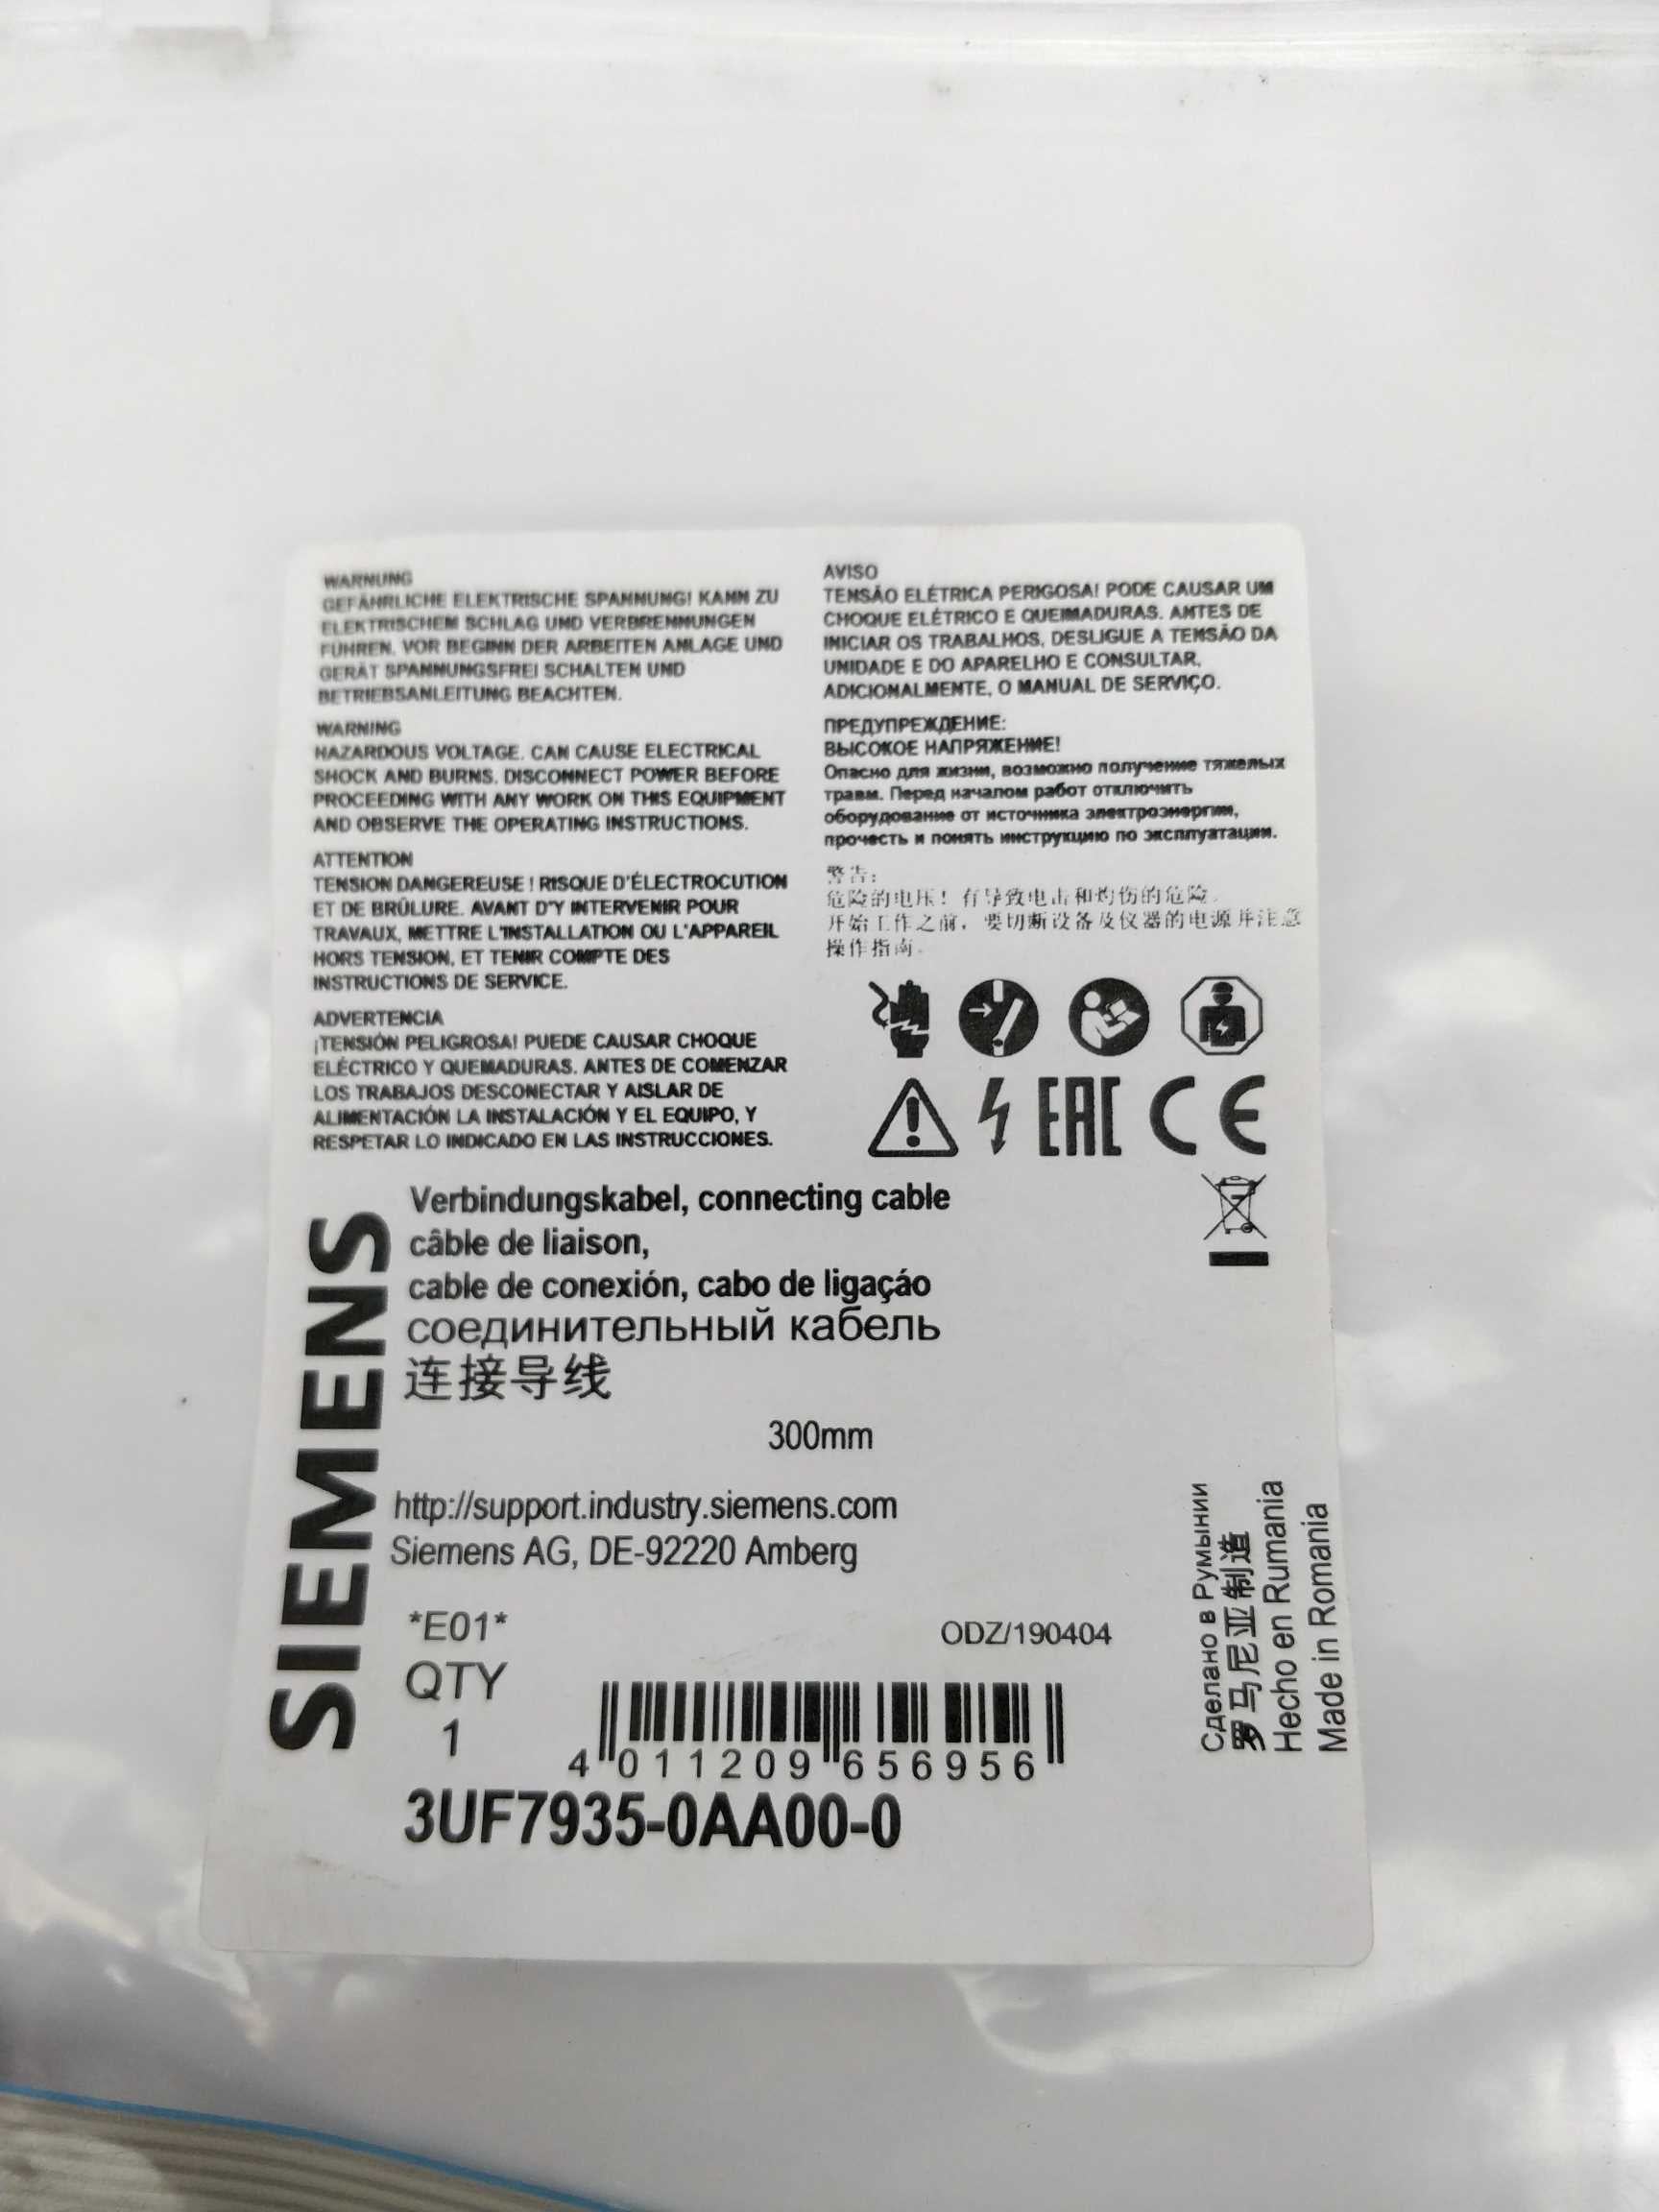 WARNUNG
GEFÄHRLICHE ELEKTRISCHE SPANNUNG! KANN ZU
ELEKTRISCHEM SCHLAG UND VERBRENNUNGEN
FÜHREN. VOR BEGINN DER ARBEITEN ANLAGE UND
GERÄT SPANNUNGSFREI SCHALTEN UND
BETRIEBSANLEITUNG BEACHTEN.
WARNING
HAZARDOUS VOLTAGE. CAN CAUSE ELECTRICAL
SHOCK AND BURNS. DISCONNECT POWER BEFORE
PROCEEDING WITH ANY WORK ON THIS EQUIPMENT
AND OBSERVE THE OPERATING INSTRUCTIONS.
ATTENTION
TENSION DANGEREUSE ! RISQUE D'ÉLECTROCUTION
ET DE BRÛLURE. AVANT D'Y INTERVENIR POUR
TRAVAUX, METTRE L'INSTALLATION OU L'APPAREIL
HORS TENSION, ET TENIR COMPTE DES
INSTRUCTIONS DE SERVICE.
ADVERTENCIA
¡TENSIÓN PELIGROSA! PUEDE CAUSAR CHOQUE
ELÉCTRICO Y QUEMADURAS. ANTES DE COMENZAR
LOS TRABAJOS DESCONECTAR Y AISLAR DE
ALIMENTACIÓN LA INSTALACIÓN Y EL EQUIPO, Y
RESPETAR LO INDICADO EN LAS INSTRUCCIONES.
AVISO
TENSÃO ELÉTRICA PERIGOSA! PODE CAUSAR UM
CHOQUE ELÉTRICO E QUEIMADURAS. ANTES DE
INICIAR OS TRABALHOS, DESLIGUE A TENSÃO DA
UNIDADE E DO APARELHO E CONSULTAR,
ADICIONALMENTE, O MANUAL DE SERVIÇO.
ПРЕДУПРЕЖДЕНИЕ:
ВЫСОКОЕ НАПРЯЖЕНИЕ!
Опасно для жизни, возможно получение тяжелых
травм. Перед началом работ отключить
оборудование от источника электроэнергии,
прочесть и понять инструкцию по эксплуатации.
警告：
危险的电压！有导致电击和灼伤的危险。
开始工作之前，要切断设备及仪器的电源并注意
操作指南。
EAC CE
SIEMENS
Verbindungskabel, connecting cable
câble de liaison,
cable de conexión, cabo de ligaçáo
соединительный кабель
连接导线
300mm
http://support.industry.siemens.com
Siemens AG, DE-92220 Amberg
*E01*
ODZ/190404
QTY
1
4 011209 656956
3UF7935-0AA00-0
Сделано в Румынии
罗马尼亚制造
Hecho en Rumania
Made in Romania